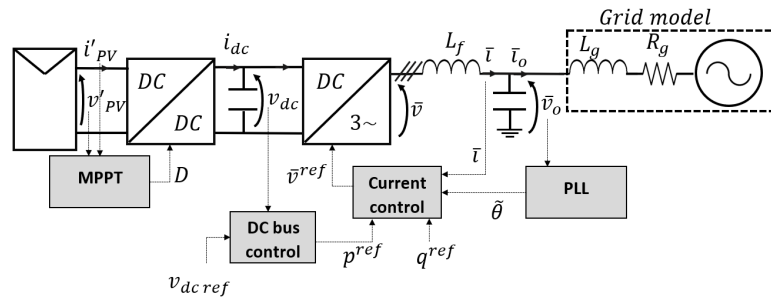 Grid model
i'PV
idc
Lf
ī
īo
Lg
Rg
DC
DC
v'PV
vdc
DC
3~
v̄
v̄o
MPPT
D
v̄ref
ī
Current control
PLL
θ̃
DC bus control
pref
qref
vdc ref